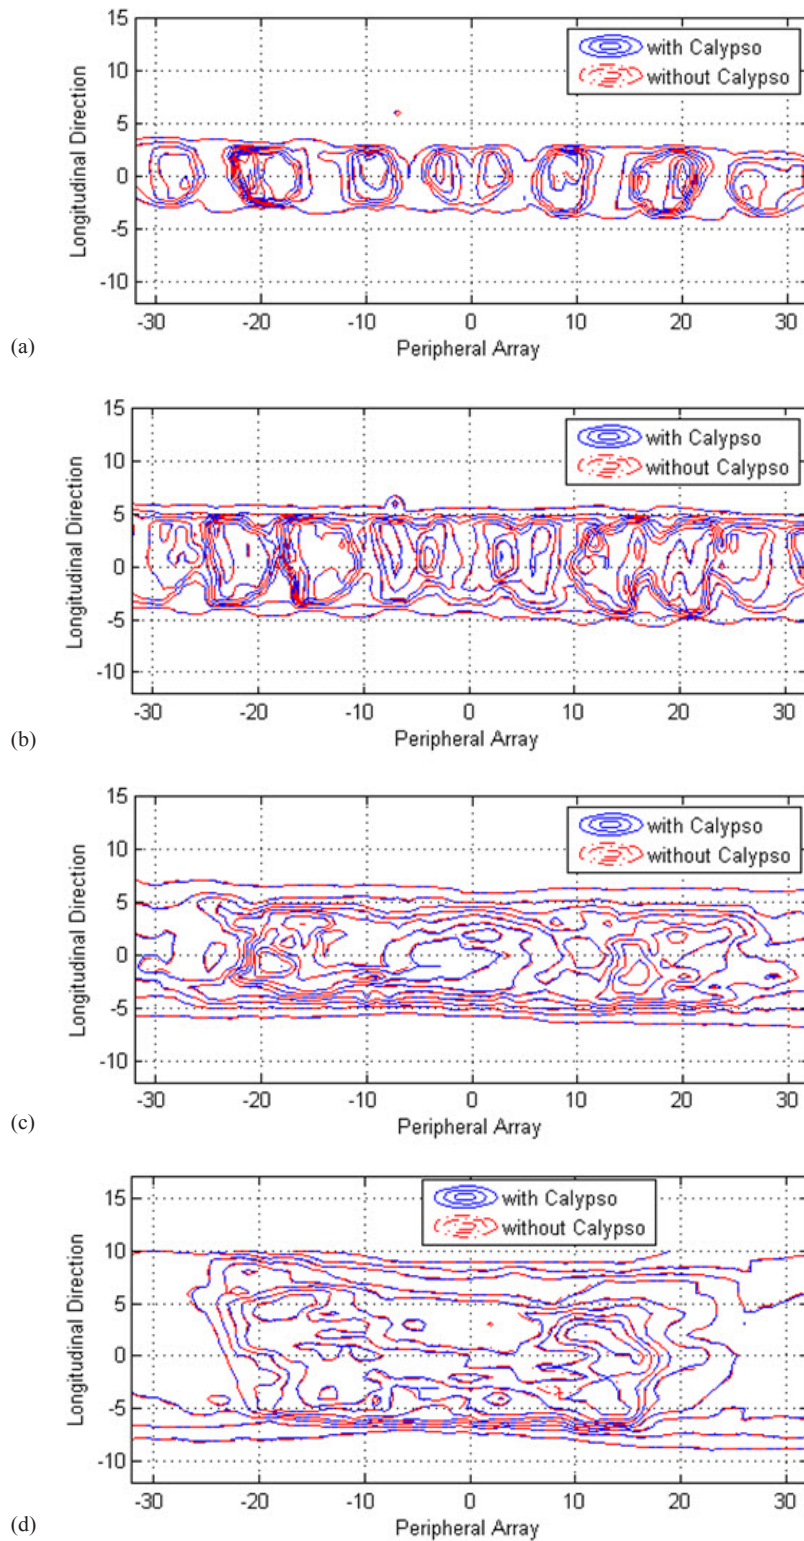 15
10
5
0
-5
-10
Longitudinal Direction
with Calypso
without Calypso
-30 -20 -10 0 10 20 30
Peripheral Array
(a)
15
10
5
0
-5
-10
Longitudinal Direction
with Calypso
without Calypso
-30 -20 -10 0 10 20 30
Peripheral Array
(b)
15
10
5
0
-5
-10
Longitudinal Direction
with Calypso
without Calypso
-30 -20 -10 0 10 20 30
Peripheral Array
(c)
15
10
5
0
-5
-10
Longitudinal Direction
with Calypso
without Calypso
-30 -20 -10 0 10 20 30
Peripheral Array
(d)